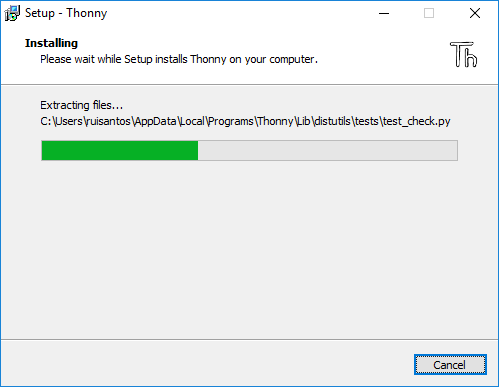 Setup - Thonny
Installing
Please wait while Setup installs Thonny on your computer.
Th
Extracting files...
C:\Users\ruisantos\AppData\Local\Programs\Thonny\Lib\distutils\tests\test_check.py
Cancel